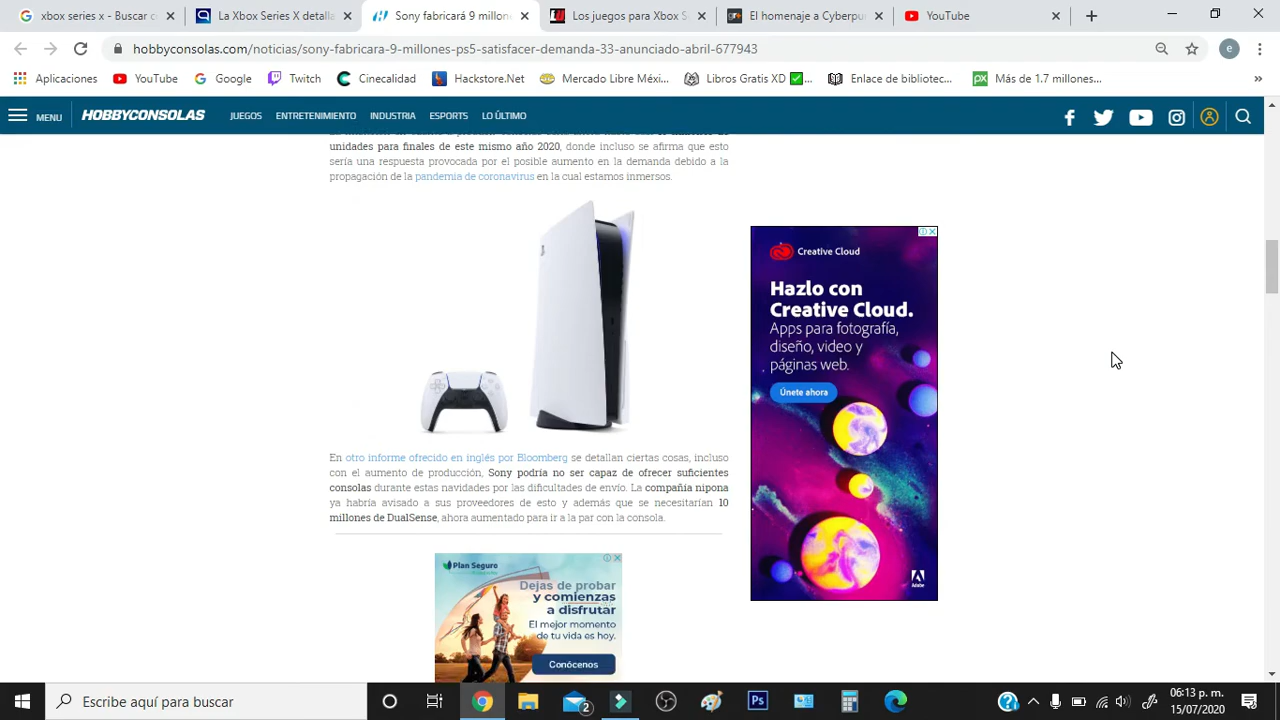 xbox series x - Buscar c
La Xbox Series X detalla
Sony fabricará 9 millone
Los juegos para Xbox S
El homenaje a Cyberpu
YouTube
hobbyconsolas.com/noticias/sony-fabricara-9-millones-ps5-satisfacer-demanda-33-anunciado-abril-677943
e
Aplicaciones
YouTube
Google
Twitch
Cinecalidad
Hackstore.Net
Mercado Libre Méxi...
Libros Gratis XD ✅...
Enlace de bibliotec...
Más de 1.7 millones...
»
MENU
HOBBYCONSOLAS
JUEGOS
ENTRETENIMIENTO
INDUSTRIA
ESPORTS
LO ÚLTIMO
unidades para finales de este mismo año 2020, donde incluso se afirma que esto
sería una respuesta provocada por el posible aumento en la demanda debido a la
propagación de la pandemia de coronavirus en la cual estamos inmersos.
Creative Cloud
Hazlo con
Creative Cloud.
Apps para fotografía,
diseño, video y
páginas web.
Únete ahora
Adobe
En otro informe ofrecido en inglés por Bloomberg se detallan ciertas cosas, incluso
con el aumento de producción, Sony podría no ser capaz de ofrecer suficientes
consolas durante estas navidades por las dificultades de envío. La compañía nipona
ya habría avisado a sus proveedores de esto y además que se necesitarían 10
millones de DualSense, ahora aumentado para ir a la par con la consola.
Plan Seguro
Dejas de probar
y comienzas
a disfrutar
El mejor momento
de tu vida es hoy.
Conócenos
Escribe aquí para buscar
2
Ps
06:13 p. m.
15/07/2020